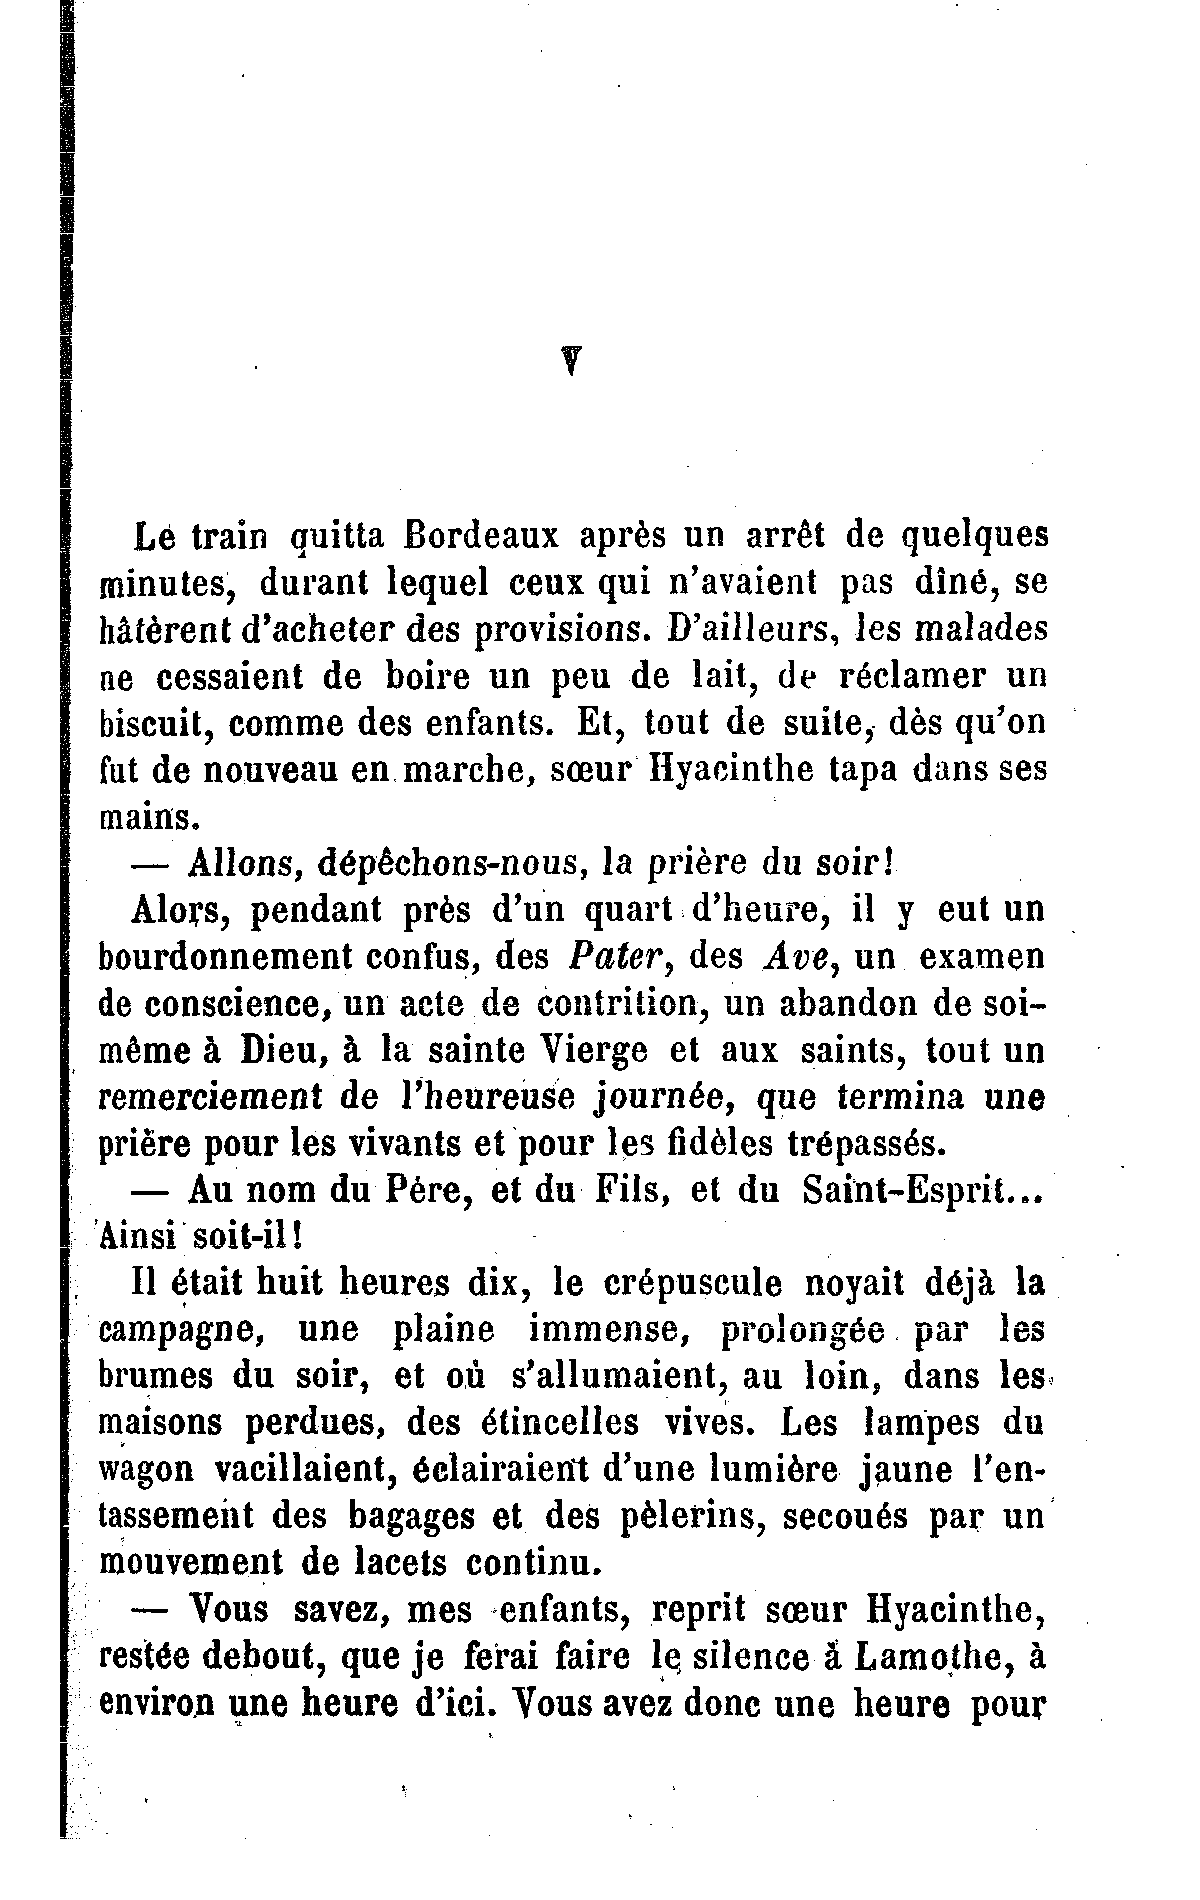 V
Le train quitta Bordeaux après un arrêt de quelques
minutes, durant lequel ceux qui n'avaient pas dîné, se
hâtèrent d'acheter des provisions. D'ailleurs, les malades
ne cessaient de boire un peu de lait, de réclamer un
biscuit, comme des enfants. Et, tout de suite, dès qu'on
fut de nouveau en marche, sœur Hyacinthe tapa dans ses
mains.
— Allons, dépêchons-nous, la prière du soir!
Alors, pendant près d'un quart d'heure, il y eut un
bourdonnement confus, des Pater, des Ave, un examen
de conscience, un acte de contrition, un abandon de soi-
même à Dieu, à la sainte Vierge et aux saints, tout un
remerciement de l'heureuse journée, que termina une
prière pour les vivants et pour les fidèles trépassés.
— Au nom du Père, et du Fils, et du Saint-Esprit...
Ainsi soit-il!
Il était huit heures dix, le crépuscule noyait déjà la
campagne, une plaine immense, prolongée par les
brumes du soir, et où s'allumaient, au loin, dans les
maisons perdues, des étincelles vives. Les lampes du
wagon vacillaient, éclairaient d'une lumière jaune l'en-
tassement des bagages et des pèlerins, secoués par un
mouvement de lacets continu.
— Vous savez, mes enfants, reprit sœur Hyacinthe,
restée debout, que je ferai faire le silence à Lamothe, à
environ une heure d'ici. Vous avez donc une heure pour